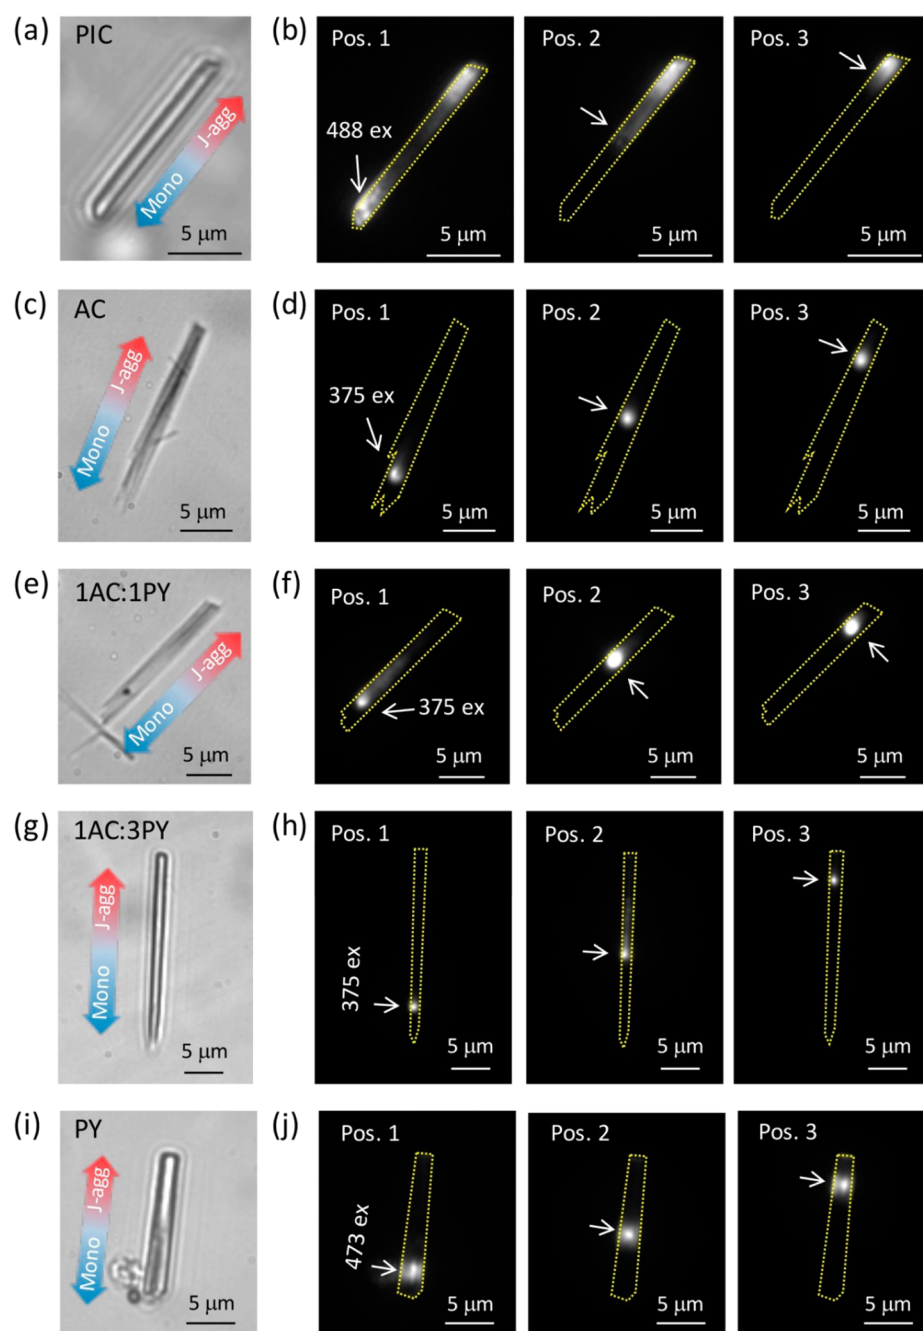 (a)
PIC
J-agg
Mono
5 μm
(b)
Pos. 1
488 ex
5 μm
Pos. 2
5 μm
Pos. 3
5 μm
(c)
AC
J-agg
Mono
5 μm
(d)
Pos. 1
375 ex
5 μm
Pos. 2
5 μm
Pos. 3
5 μm
(e)
1AC:1PY
J-agg
Mono
5 μm
(f)
Pos. 1
375 ex
5 μm
Pos. 2
5 μm
Pos. 3
5 μm
(g)
1AC:3PY
J-agg
Mono
5 μm
(h)
Pos. 1
375 ex
5 μm
Pos. 2
5 μm
Pos. 3
5 μm
(i)
PY
J-agg
Mono
5 μm
(j)
Pos. 1
473 ex
5 μm
Pos. 2
5 μm
Pos. 3
5 μm